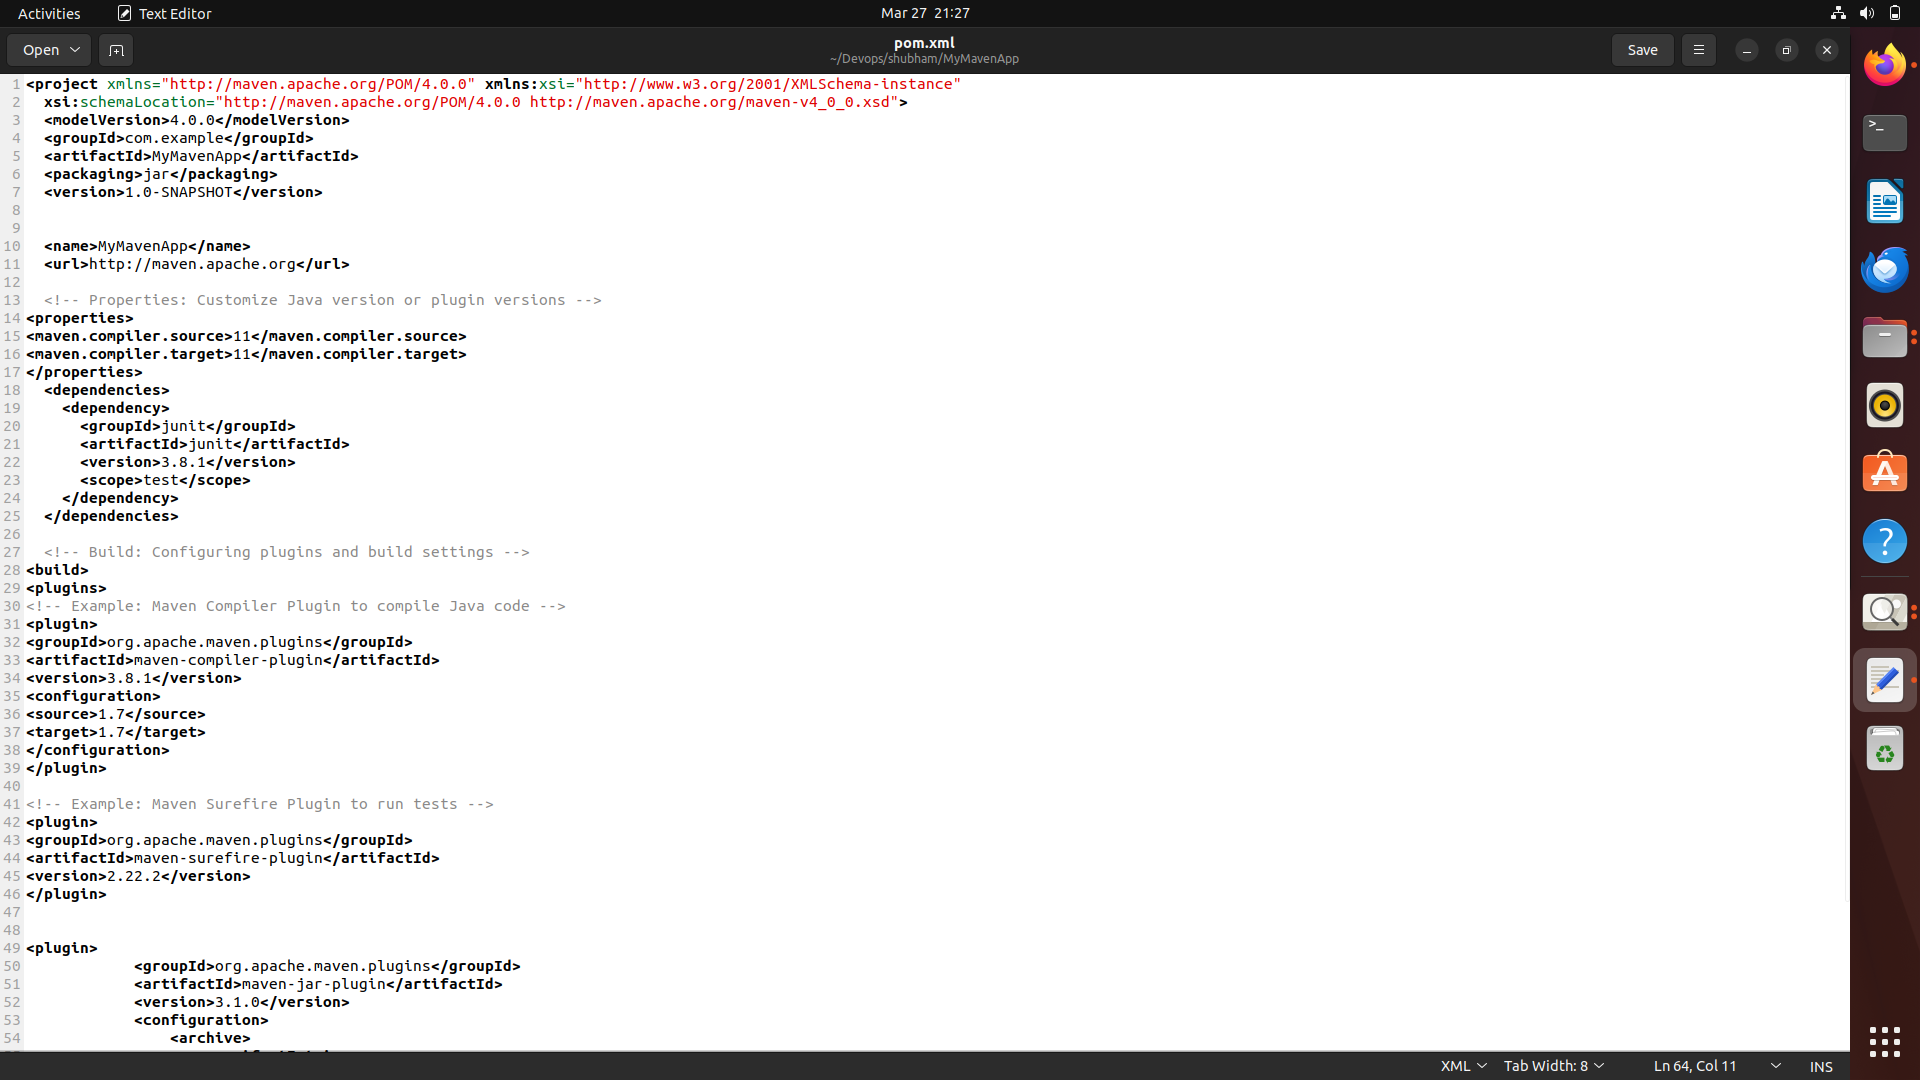 Activities
Text Editor
Mar 27 21:27
Open
pom.xml
~/Devops/shubham/MyMavenApp
Save
1 <project xmlns="http://maven.apache.org/POM/4.0.0" xmlns:xsi="http://www.w3.org/2001/XMLSchema-instance"
2   xsi:schemaLocation="http://maven.apache.org/POM/4.0.0 http://maven.apache.org/maven-v4_0_0.xsd">
3   <modelVersion>4.0.0</modelVersion>
4   <groupId>com.example</groupId>
5   <artifactId>MyMavenApp</artifactId>
6   <packaging>jar</packaging>
7   <version>1.0-SNAPSHOT</version>
8
9
10   <name>MyMavenApp</name>
11   <url>http://maven.apache.org</url>
12
13   <!-- Properties: Customize Java version or plugin versions -->
14 <properties>
15 <maven.compiler.source>11</maven.compiler.source>
16 <maven.compiler.target>11</maven.compiler.target>
17 </properties>
18   <dependencies>
19     <dependency>
20       <groupId>junit</groupId>
21       <artifactId>junit</artifactId>
22       <version>3.8.1</version>
23       <scope>test</scope>
24     </dependency>
25   </dependencies>
26
27   <!-- Build: Configuring plugins and build settings -->
28 <build>
29 <plugins>
30 <!-- Example: Maven Compiler Plugin to compile Java code -->
31 <plugin>
32 <groupId>org.apache.maven.plugins</groupId>
33 <artifactId>maven-compiler-plugin</artifactId>
34 <version>3.8.1</version>
35 <configuration>
36 <source>1.7</source>
37 <target>1.7</target>
38 </configuration>
39 </plugin>
40
41 <!-- Example: Maven Surefire Plugin to run tests -->
42 <plugin>
43 <groupId>org.apache.maven.plugins</groupId>
44 <artifactId>maven-surefire-plugin</artifactId>
45 <version>2.22.2</version>
46 </plugin>
47
48
49 <plugin>
50             <groupId>org.apache.maven.plugins</groupId>
51             <artifactId>maven-jar-plugin</artifactId>
52             <version>3.1.0</version>
53             <configuration>
54                 <archive>
XML
Tab Width: 8
Ln 64, Col 11
INS